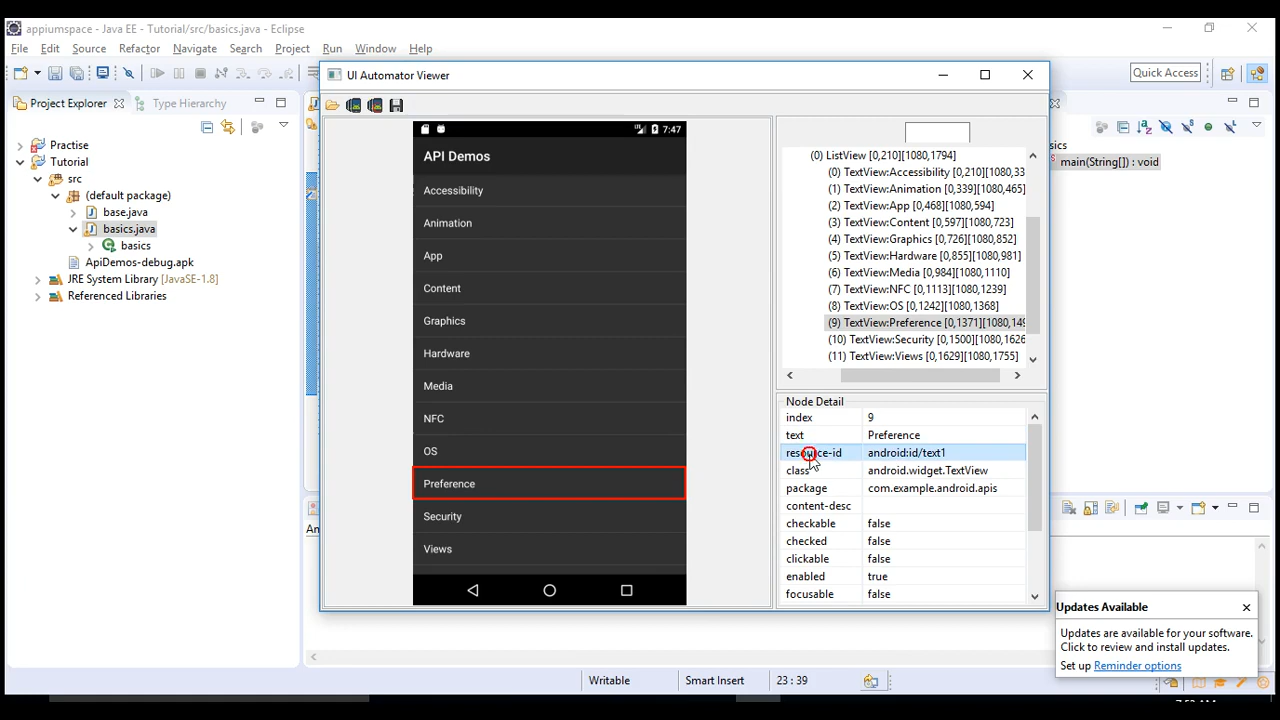 appiumspace - Java EE - Tutorial/src/basics.java - Eclipse
File Edit Source Refactor Navigate Search Project Run Window Help
Quick Access
Project Explorer
Type Hierarchy
Practise
Tutorial
src
(default package)
base.java
basics.java
basics
ApiDemos-debug.apk
JRE System Library [JavaSE-1.8]
Referenced Libraries
UI Automator Viewer
7:47
API Demos
Accessibility
Animation
App
Content
Graphics
Hardware
Media
NFC
OS
Preference
Security
Views
(0) ListView [0,210][1080,1794]
(0) TextView:Accessibility [0,210][1080,33
(1) TextView:Animation [0,339][1080,465]
(2) TextView:App [0,468][1080,594]
(3) TextView:Content [0,597][1080,723]
(4) TextView:Graphics [0,726][1080,852]
(5) TextView:Hardware [0,855][1080,981]
(6) TextView:Media [0,984][1080,1110]
(7) TextView:NFC [0,1113][1080,1239]
(8) TextView:OS [0,1242][1080,1368]
(9) TextView:Preference [0,1371][1080,149
(10) TextView:Security [0,1500][1080,1626
(11) TextView:Views [0,1629][1080,1755]
Node Detail
index 9
text Preference
resource-id android:id/text1
class android.widget.TextView
package com.example.android.apis
content-desc
checkable false
checked false
clickable false
enabled true
focusable false
sics
main(String[]) : void
An
Updates Available
Updates are available for your software.
Click to review and install updates.
Set up Reminder options
Writable Smart Insert 23 : 39